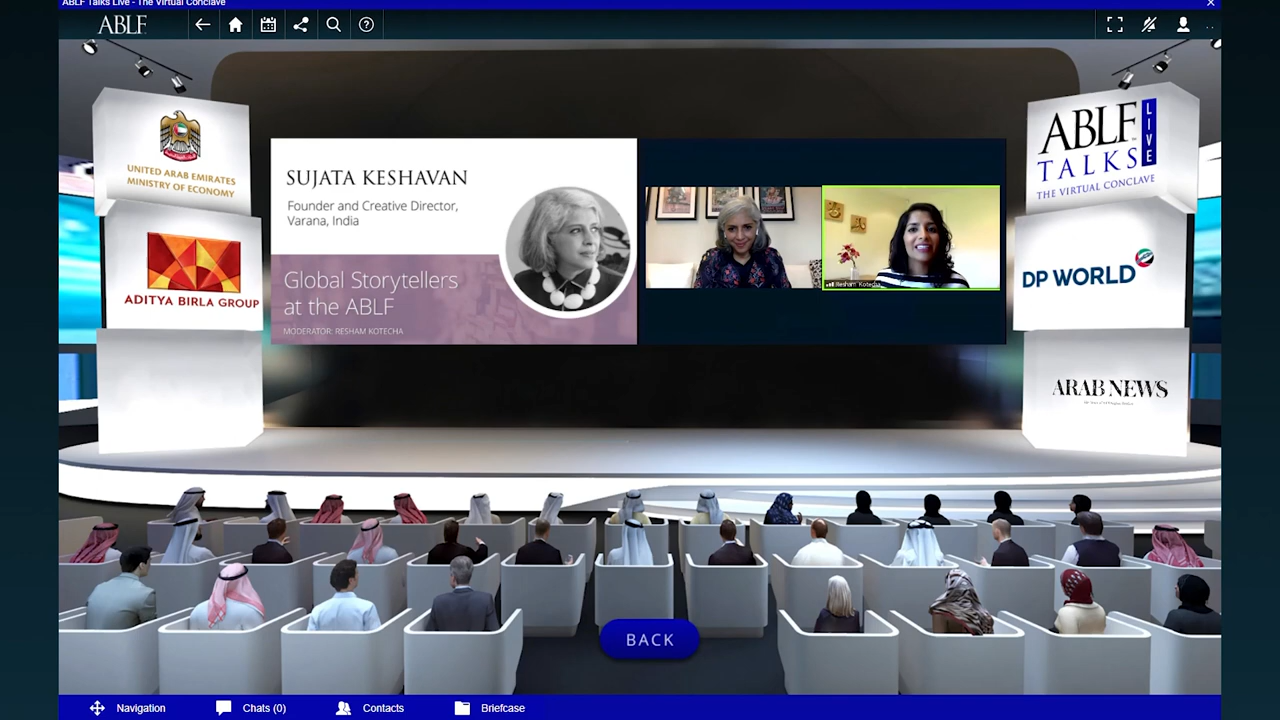 ABLF Talks Live - The Virtual Conclave
ABLF
UNITED ARAB EMIRATES
MINISTRY OF ECONOMY
ADITYA BIRLA GROUP
SUJATA KESHAVAN
Founder and Creative Director,
Varana, India
Global Storytellers
at the ABLF
MODERATOR: RESHAM KOTECHA
Resham Kotecha
ABLF
LIVE
TALKS
THE VIRTUAL CONCLAVE
DP WORLD
ARAB NEWS
BACK
Navigation
Chats (0)
Contacts
Briefcase